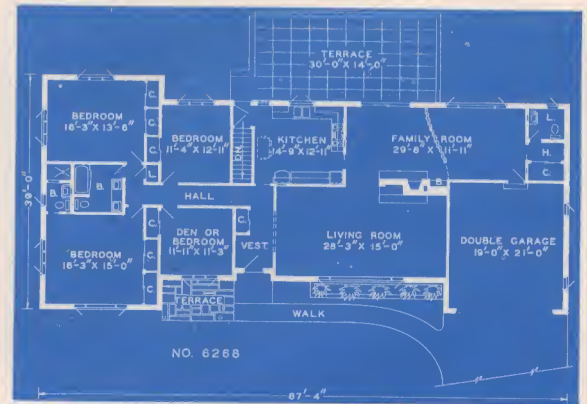 TERRACE
30'-0" X 14'-0"
C.
BEDROOM
16'-3" X 13'-6"
C.
BEDROOM
11'-4" X 12'-11"
DN.
KITCHEN
14'-9" X 12'-11"
FAMILY ROOM
29'-6" X 11'-11"
L.
H.
C.
C.
C.
L.
B.
B.
B
HALL
39'-0"
C.
C.
C.
BEDROOM
16'-3" X 15'-0"
DEN OR
BEDROOM
11'-11" X 11'-3"
C.
VEST.
LIVING ROOM
28'-3" X 15'-0"
DOUBLE GARAGE
19'-0" X 21'-0"
TERRACE
WALK
NO. 6268
87'-4"